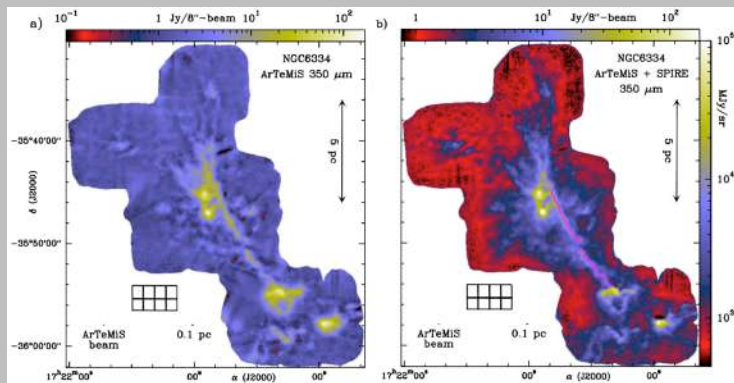 a)
10⁻¹ 1 Jy/8"-beam 10 10²
NGC6334
ArTeMiS 350 μm
5 pc
-35°40'00"
-35°50'00"
-36°00'00"
δ (J2000)
ArTeMiS
beam
0.1 pc
17ʰ22ᵐ00ˢ
00ˢ
α (J2000)
00ˢ
b)
1 Jy/8"-beam 10¹ 10²
NGC6334
ArTeMiS + SPIRE
350 μm
5 pc
10⁵
MJy/sr
10⁴
10³
ArTeMiS
beam
0.1 pc
17ʰ22ᵐ00ˢ
00ˢ
α (J2000)
00ˢ